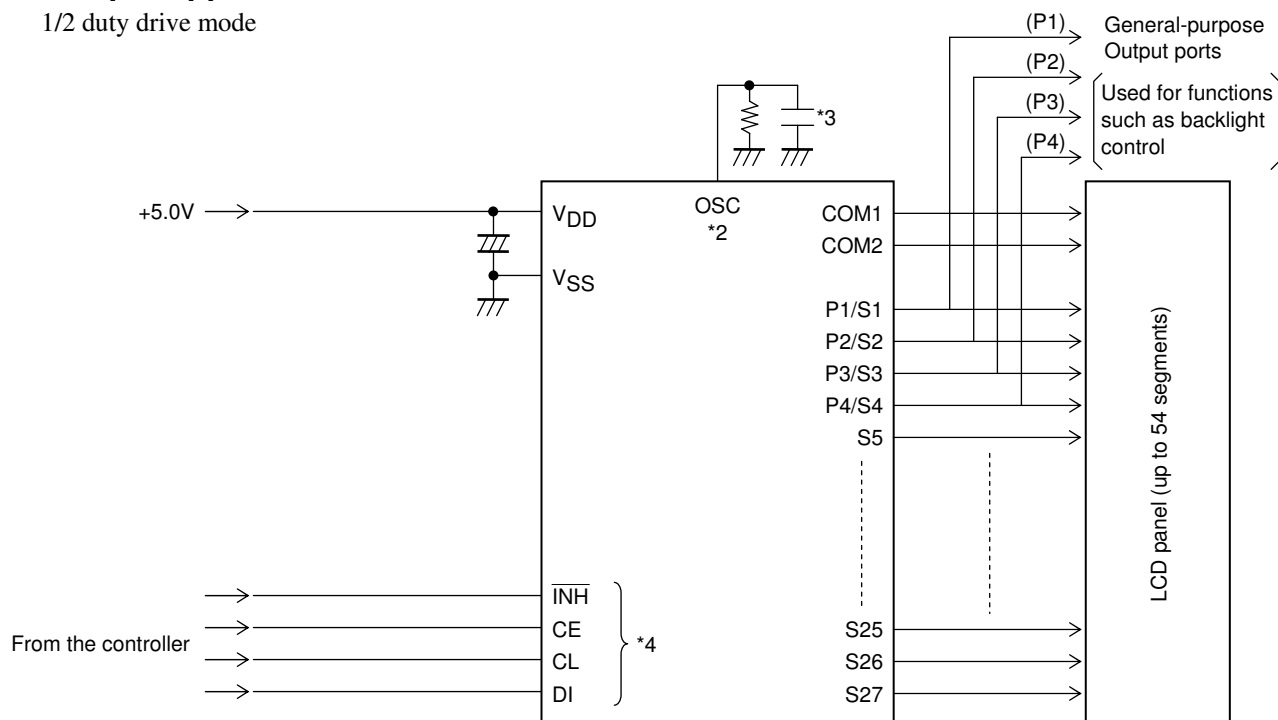 1/2 duty drive mode
(P1)
General-purpose
Output ports
(P2)
(P3)
(P4)
Used for functions
such as backlight
control
*3
+5.0V
VDD
VSS
OSC
*2
COM1
COM2
P1/S1
P2/S2
P3/S3
P4/S4
S5
LCD panel (up to 54 segments)
From the controller
INH
CE
CL
DI
*4
S25
S26
S27